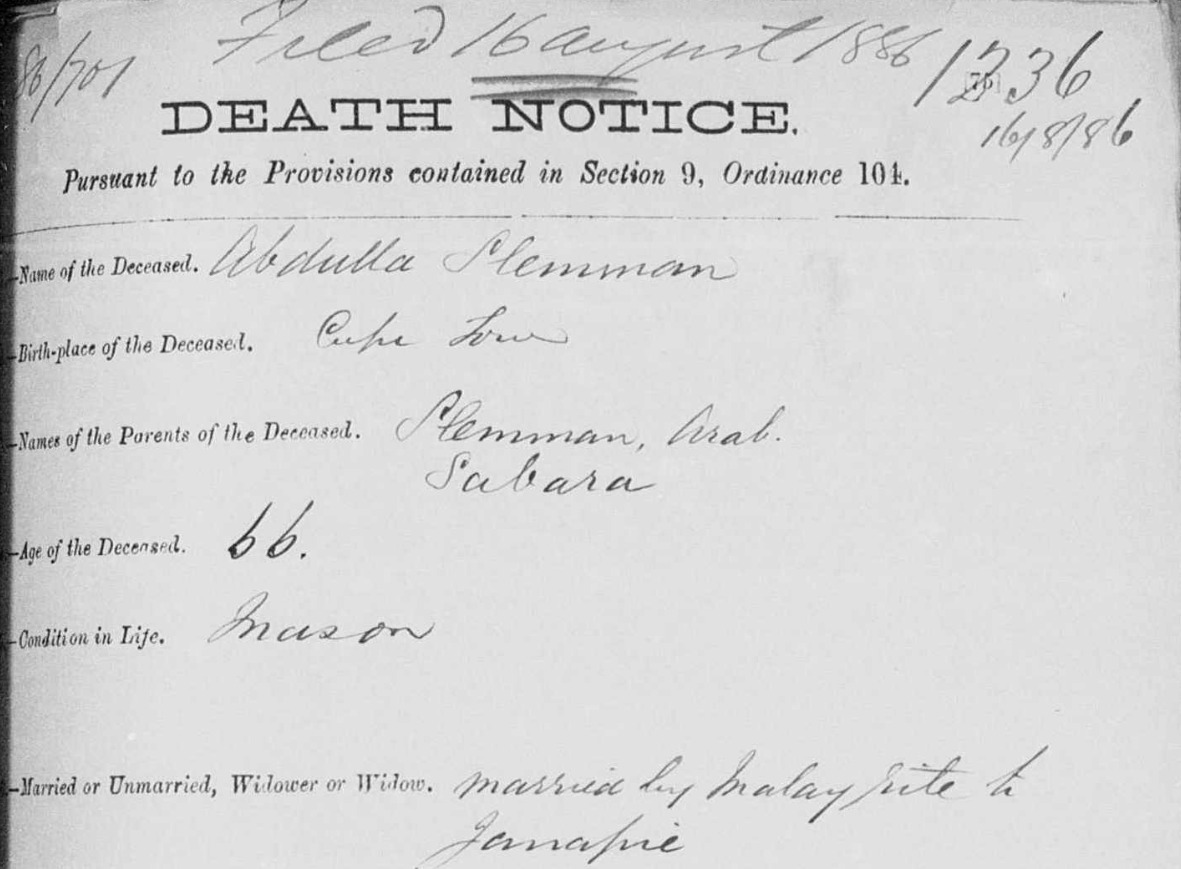 86/701 Filed 16 August 1886 1336
16/8/86
DEATH NOTICE.
Pursuant to the Provisions contained in Section 9, Ordinance 104.
—Name of the Deceased. Abdulla Slemman
—Birth-place of the Deceased. Cape Town
—Names of the Parents of the Deceased. Slemman, Arab.
Sabara
—Age of the Deceased. 66.
—Condition in Life. Mason
—Married or Unmarried, Widower or Widow. married by Malay rite to
Janapie